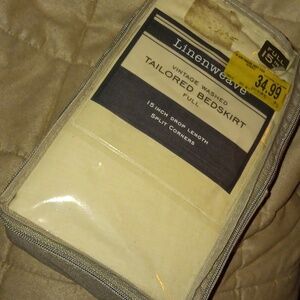 Linenweave
VINTAGE WASHED
TAILORED BEDSKIRT
FULL
15 INCH DROP LENGTH
SPLIT CORNERS
FULL
15"
34.99